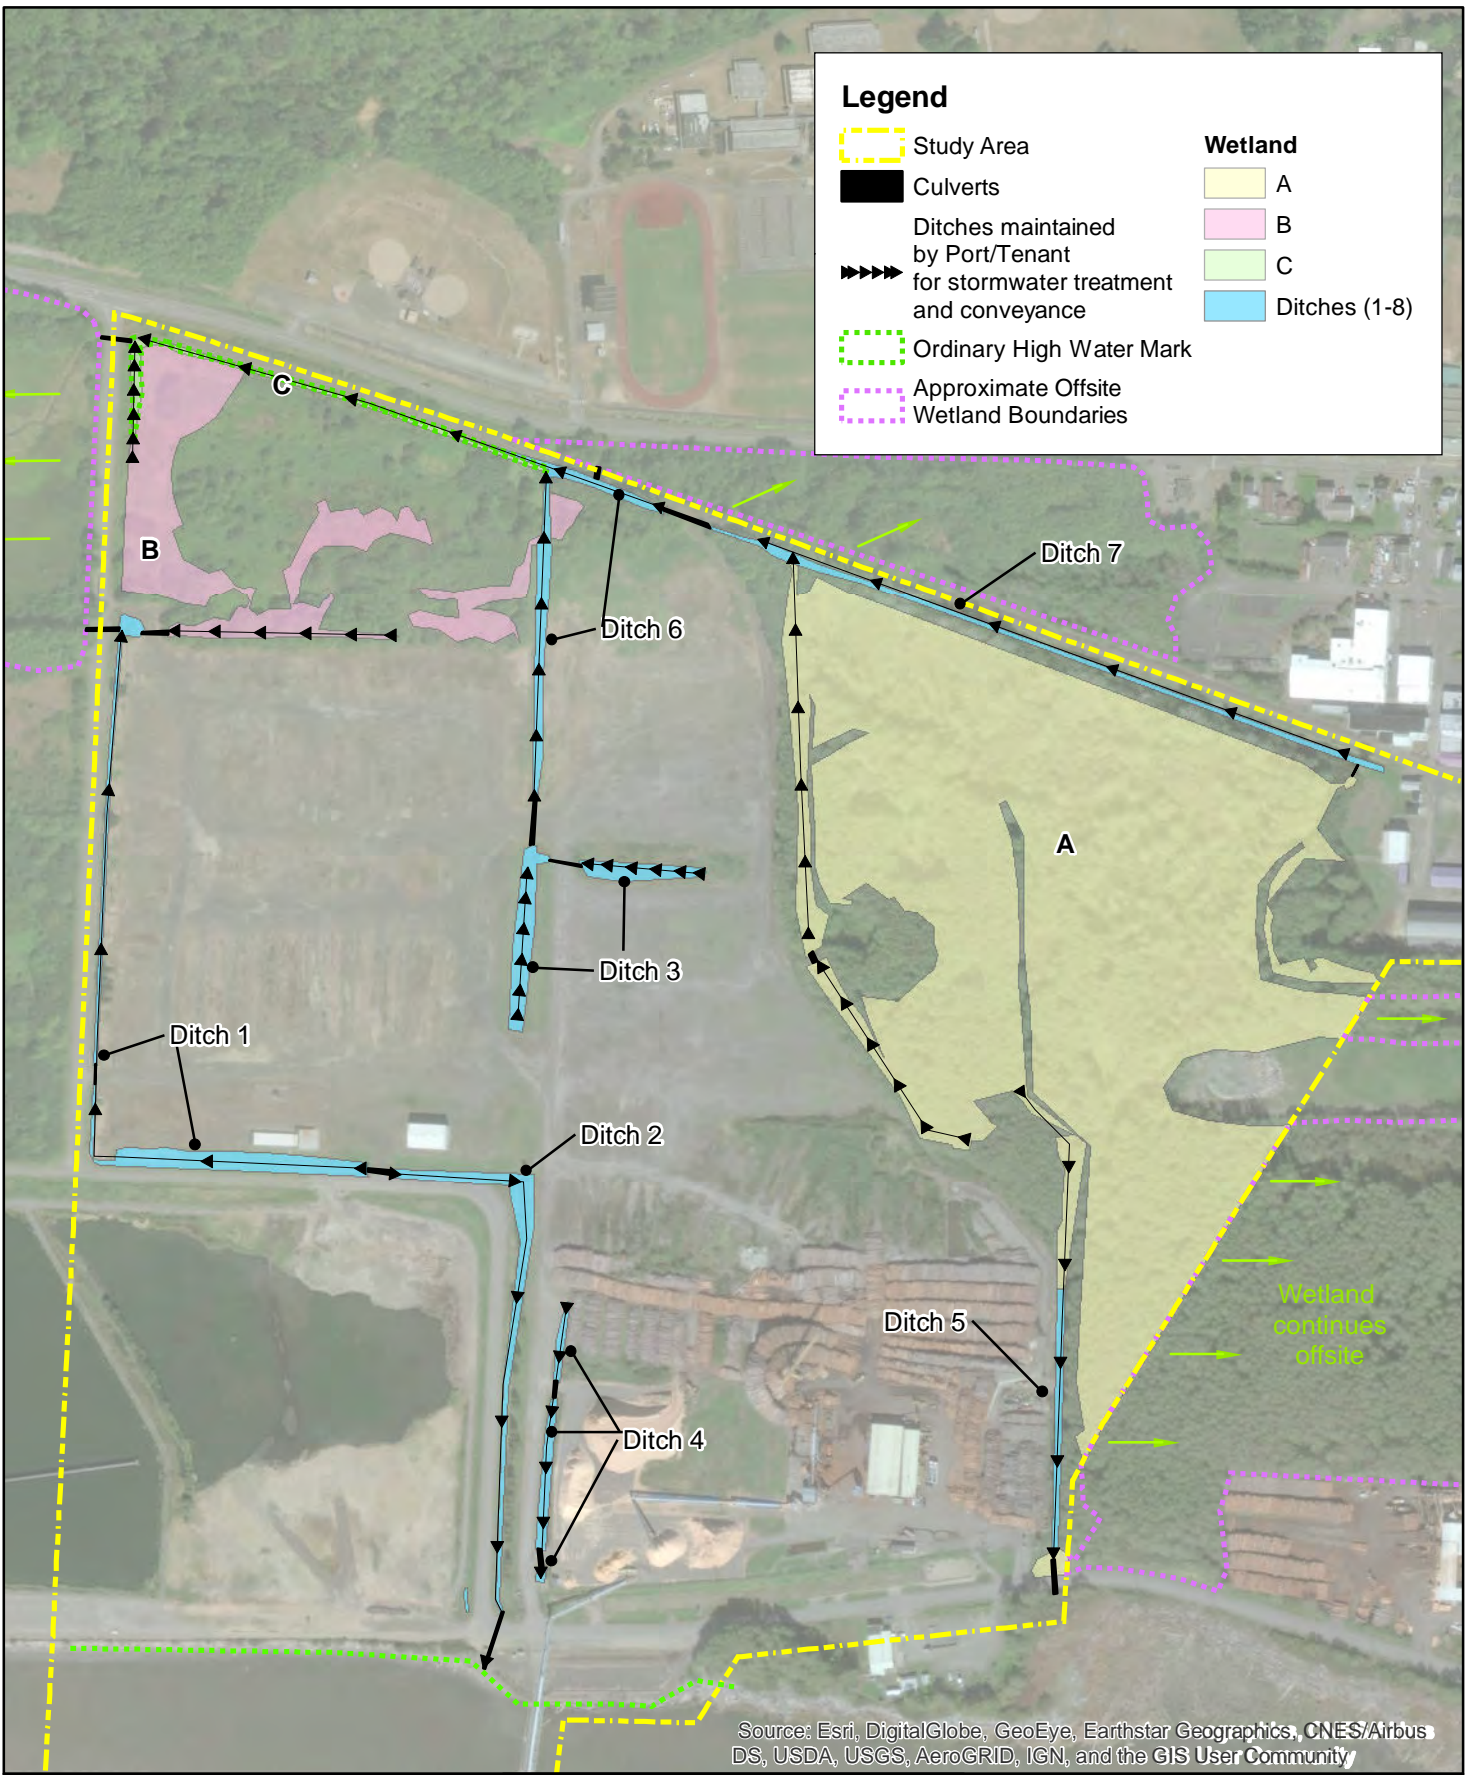 Legend
Study Area
Culverts
Ditches maintained
by Port/Tenant
for stormwater treatment
and conveyance
Ordinary High Water Mark
Approximate Offsite
Wetland Boundaries
Wetland
A
B
C
Ditches (1-8)
C
B
Ditch 7
Ditch 6
A
Ditch 3
Ditch 1
Ditch 2
Wetland
continues
offsite
Ditch 5
Ditch 4
Source: Esri, DigitalGlobe, GeoEye, Earthstar Geographics, CNES/Airbus
DS, USDA, USGS, AeroGRID, IGN, and the GIS User Community